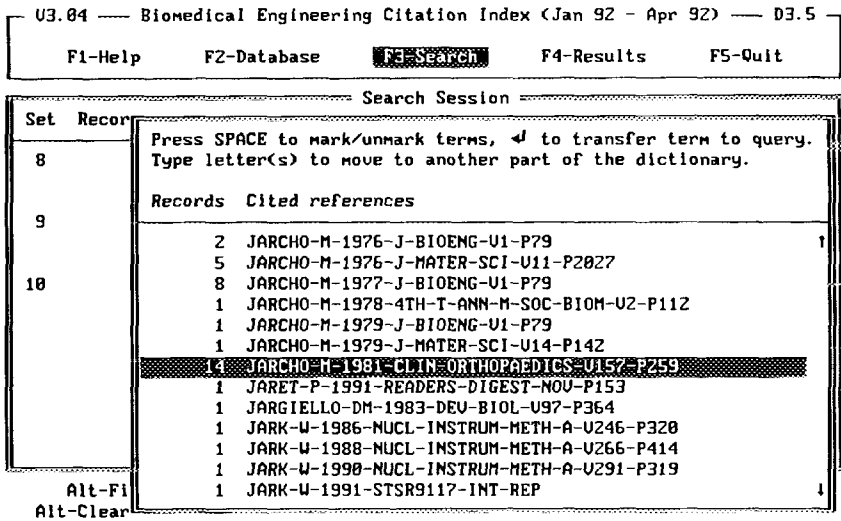 V3.04 Biomedical Engineering Citation Index (Jan 92 - Apr 92) D3.5
F1-Help F2-Database F3-Search F4-Results F5-Quit
Search Session
Set Recor
Press SPACE to mark/unmark terms, ↵ to transfer term to query.
8 Type letter(s) to move to another part of the dictionary.
Records Cited references
9
2 JARCHO-M-1976-J-BIOENG-V1-P79 ↑
5 JARCHO-M-1976-J-MATER-SCI-V11-P2027
10 8 JARCHO-M-1977-J-BIOENG-V1-P79
1 JARCHO-M-1978-4TH-T-ANN-M-SOC-BIOM-V2-P112
1 JARCHO-M-1979-J-BIOENG-V1-P79
1 JARCHO-M-1979-J-MATER-SCI-V14-P142
14 JARCHO-M-1981-CLIN-ORTHOPAEDICS-V157-P259
1 JARET-P-1991-READERS-DIGEST-NOV-P153
1 JARGIELLO-DM-1983-DEV-BIOL-V97-P364
1 JARK-W-1986-NUCL-INSTRUM-METH-A-V246-P320
1 JARK-W-1988-NUCL-INSTRUM-METH-A-V266-P414
1 JARK-W-1990-NUCL-INSTRUM-METH-A-V291-P319
Alt-Fi 1 JARK-W-1991-STSR9117-INT-REP ↓
Alt-Clear